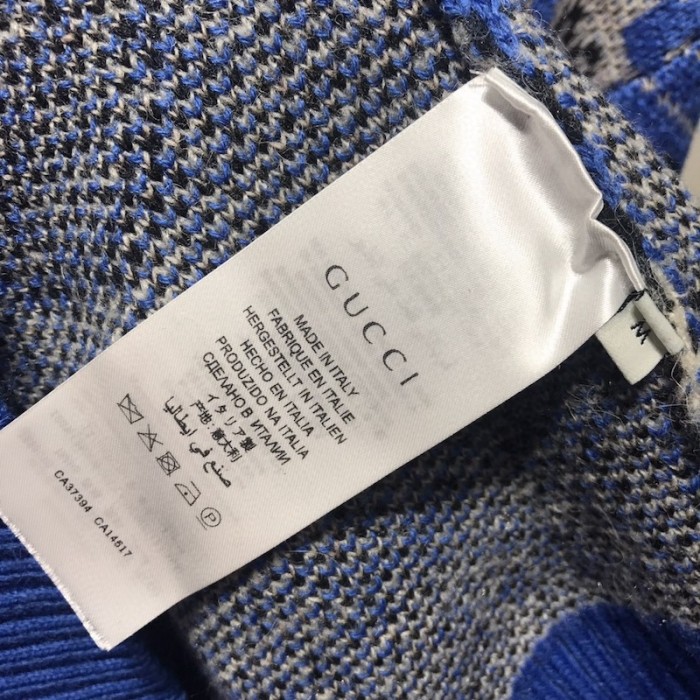 GUCCI
MADE IN ITALY
FABRIQUE EN ITALIE
HERGESTELLT IN ITALIEN
HECHO EN ITALIA
PRODUZIDO NA ITALIA
СДЕЛАНО В ИТАЛИИ
イタリア製
产地：意大利
صنع في إيطاليا
P
CA37394 CA14517
M